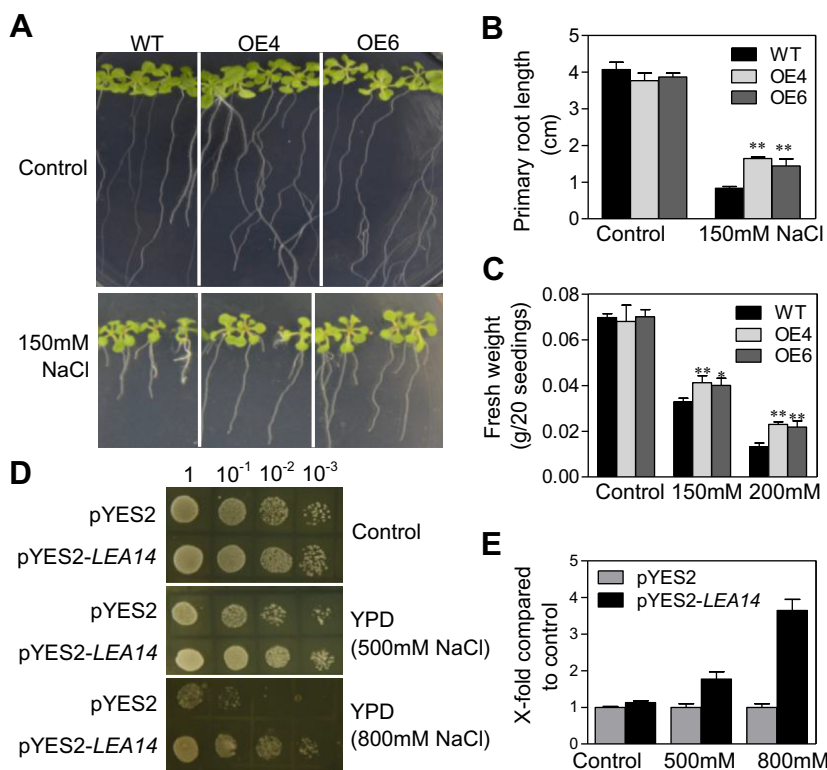 A
WT OE4 OE6
Control
150mM
NaCl
B
Primary root length
(cm)
5
4
3
2
1
0
WT
OE4
OE6
** **
Control 150mM NaCl
C
Fresh weight
(g/20 seedings)
0.08
0.06
0.04
0.02
0.00
WT
OE4
OE6
** *
** **
Control 150mM 200mM
D
1 10⁻¹ 10⁻² 10⁻³
pYES2
pYES2-LEA14
Control
pYES2
pYES2-LEA14
YPD
(500mM NaCl)
pYES2
pYES2-LEA14
YPD
(800mM NaCl)
E
X-fold compared
to control
5
4
3
2
1
0
pYES2
pYES2-LEA14
Control 500mM 800mM